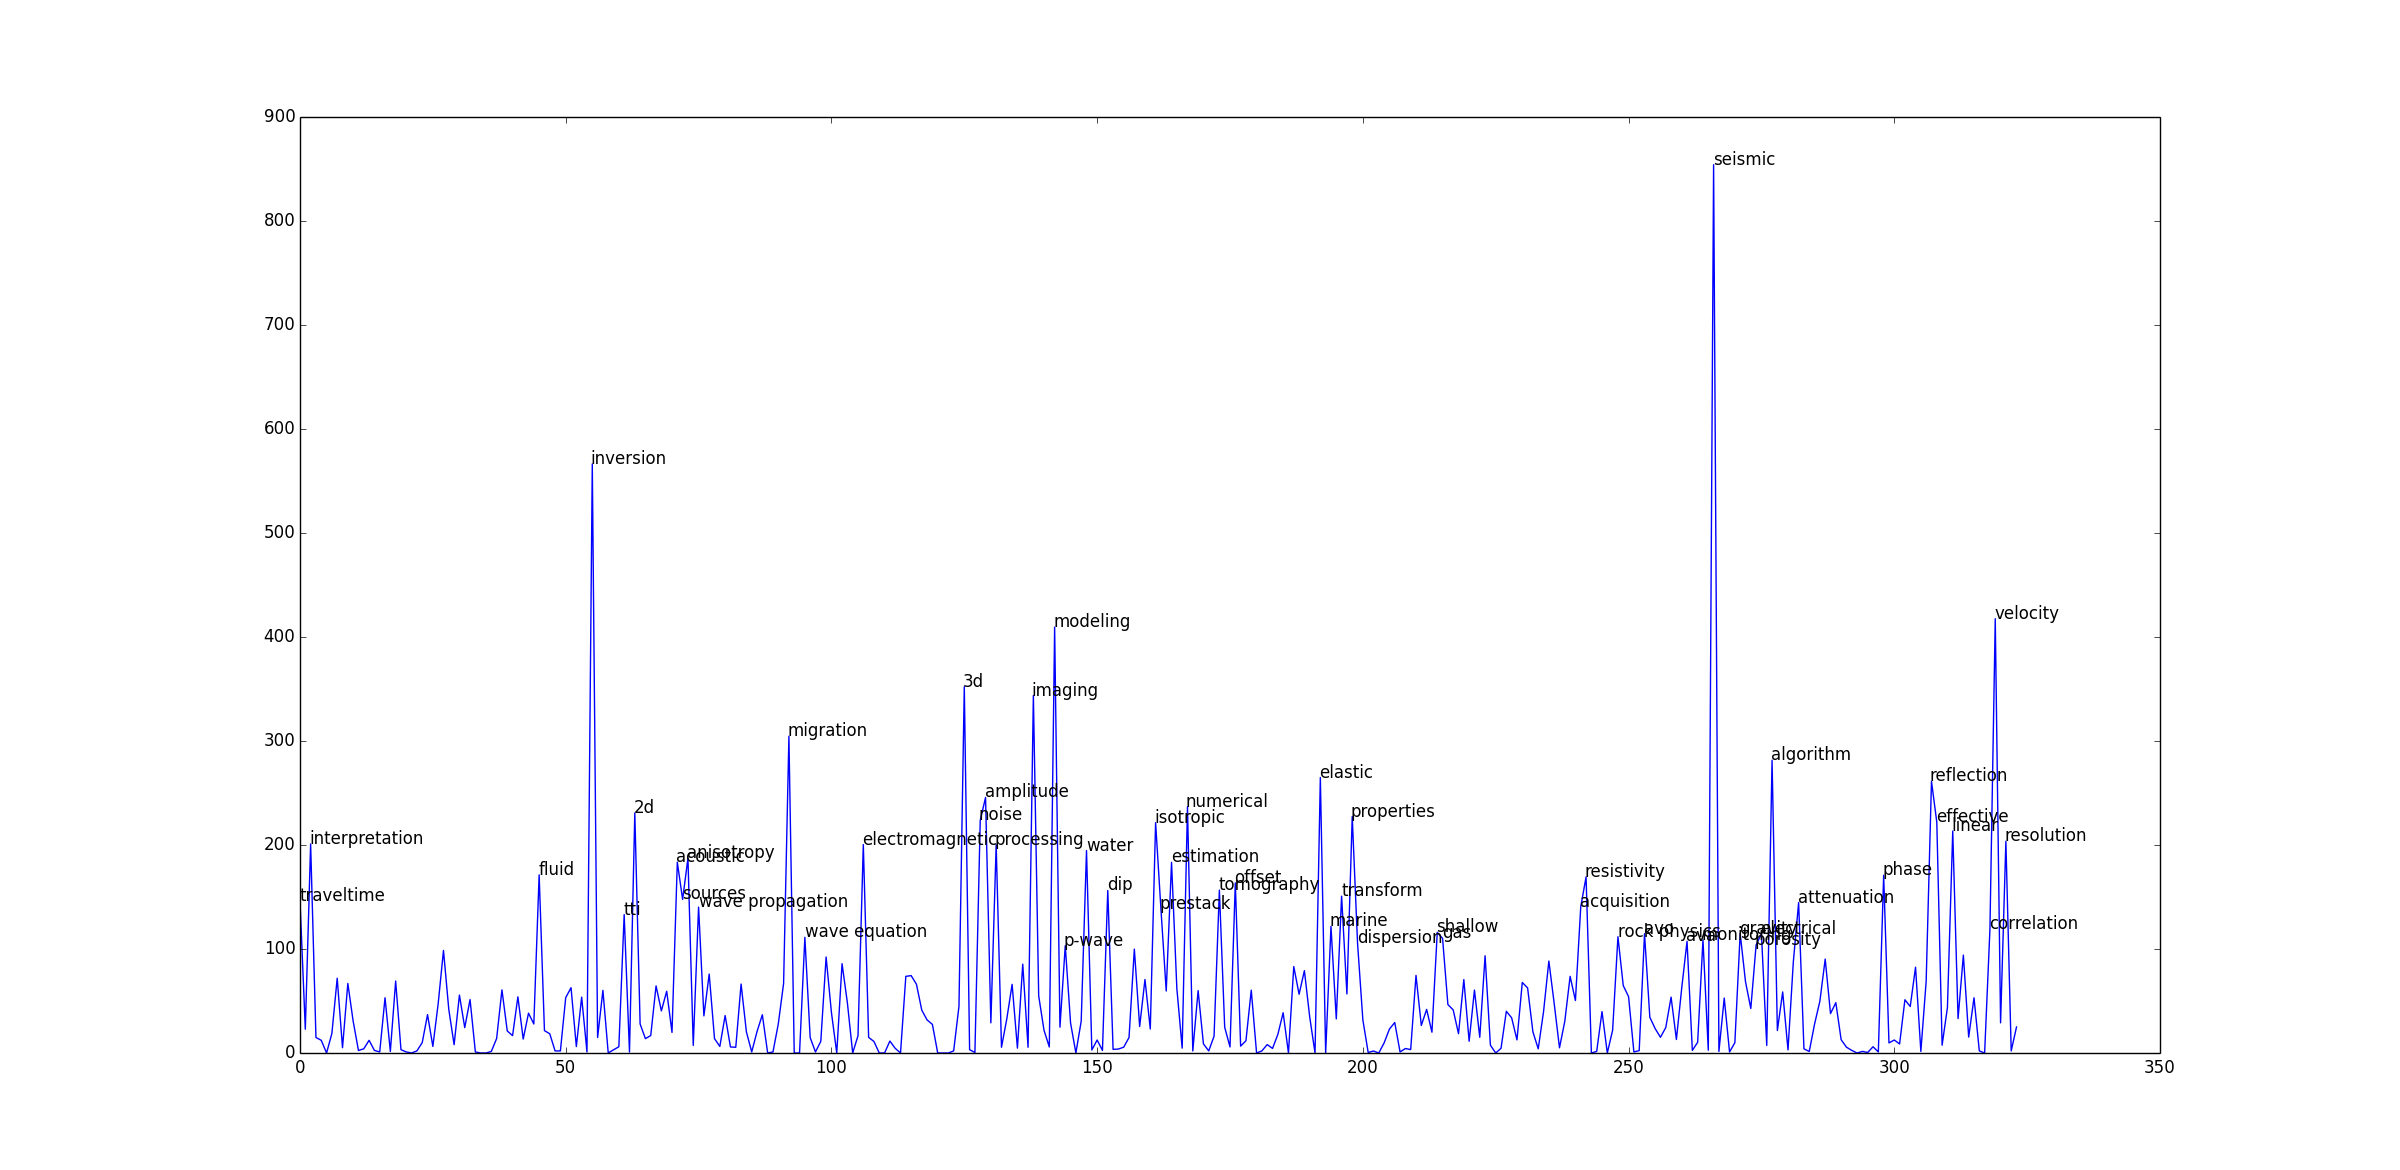 900
800
700
600
500
400
300
200
100
0
0
50
100
150
200
250
300
350
seismic
inversion
velocity
modeling
3d
imaging
migration
algorithm
elastic
reflection
amplitude
numerical
2d
properties
noise
isotropic
effective
linear
interpretation
electromagnetic
processing
resolution
water
anisotropy
acoustic
estimation
fluid
phase
resistivity
offset
tomography
dip
sources
transform
traveltime
wave propagation
prestack
acquisition
attenuation
tti
marine
correlation
shallow
gas
wave equation
rock physics
avo
gravity
electrical
monitoring
dispersion
p-wave
porosity